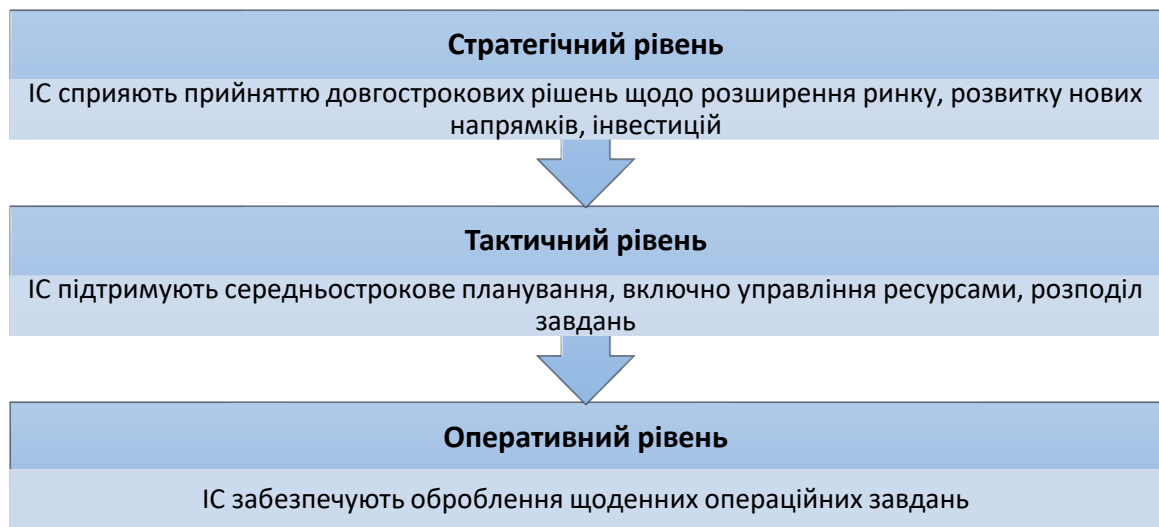 Стратегічний рівень
ІС сприяють прийняттю довгострокових рішень щодо розширення ринку, розвитку нових
напрямків, інвестицій
Тактичний рівень
ІС підтримують середньострокове планування, включно управління ресурсами, розподіл
завдань
Оперативний рівень
ІС забезпечують оброблення щоденних операційних завдань